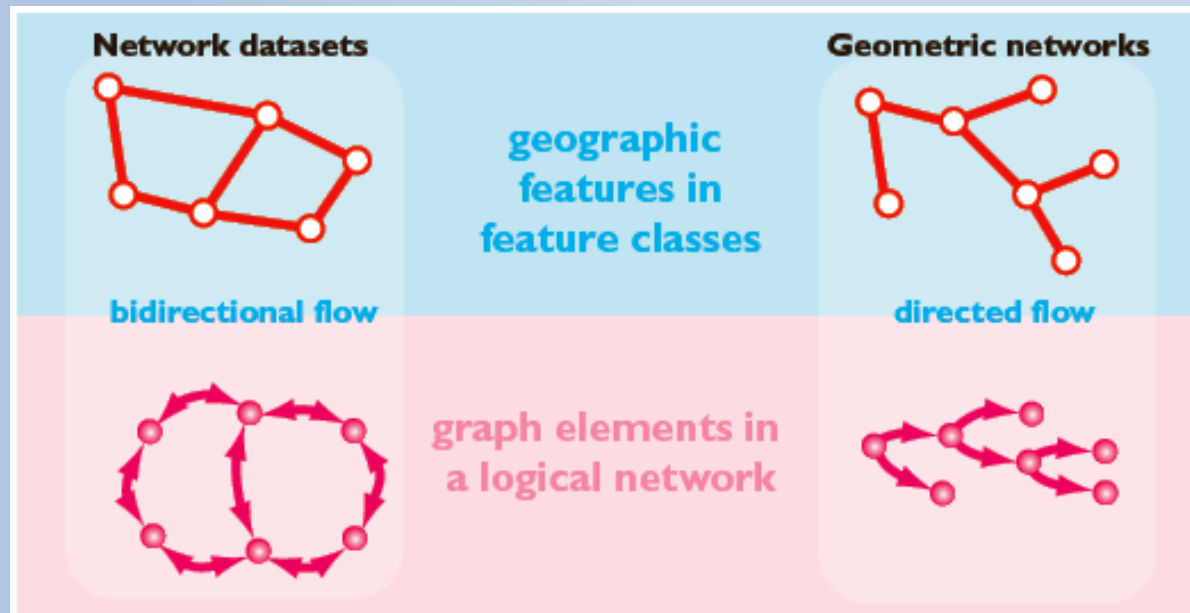 Network datasets
Geometric networks
geographic
features in
feature classes
bidirectional flow
directed flow
graph elements in
a logical network